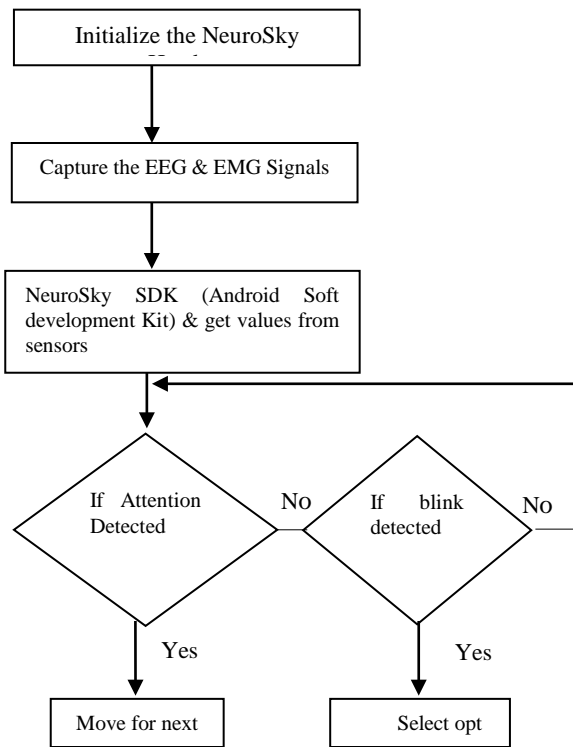 Initialize the NeuroSky
Capture the EEG & EMG Signals
NeuroSky SDK (Android Soft
development Kit) & get values from
sensors
If Attention
Detected
No
If blink
detected
No
Yes
Yes
Move for next
Select opt